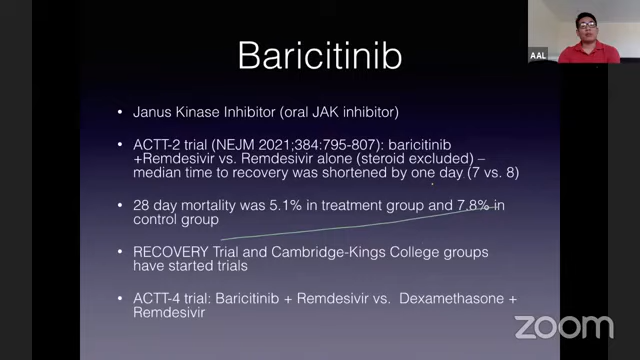 Baricitinib
AAL
• Janus Kinase Inhibitor (oral JAK inhibitor)
• ACTT-2 trial (NEJM 2021;384:795-807): baricitinib
+Remdesivir vs. Remdesivir alone (steroid excluded) –
median time to recovery was shortened by one day (7 vs. 8)
• 28 day mortality was 5.1% in treatment group and 7.8% in
control group
• RECOVERY Trial and Cambridge-Kings College groups
have started trials
• ACTT-4 trial: Baricitinib + Remdesivir vs. Dexamethasone +
Remdesivir
zoom